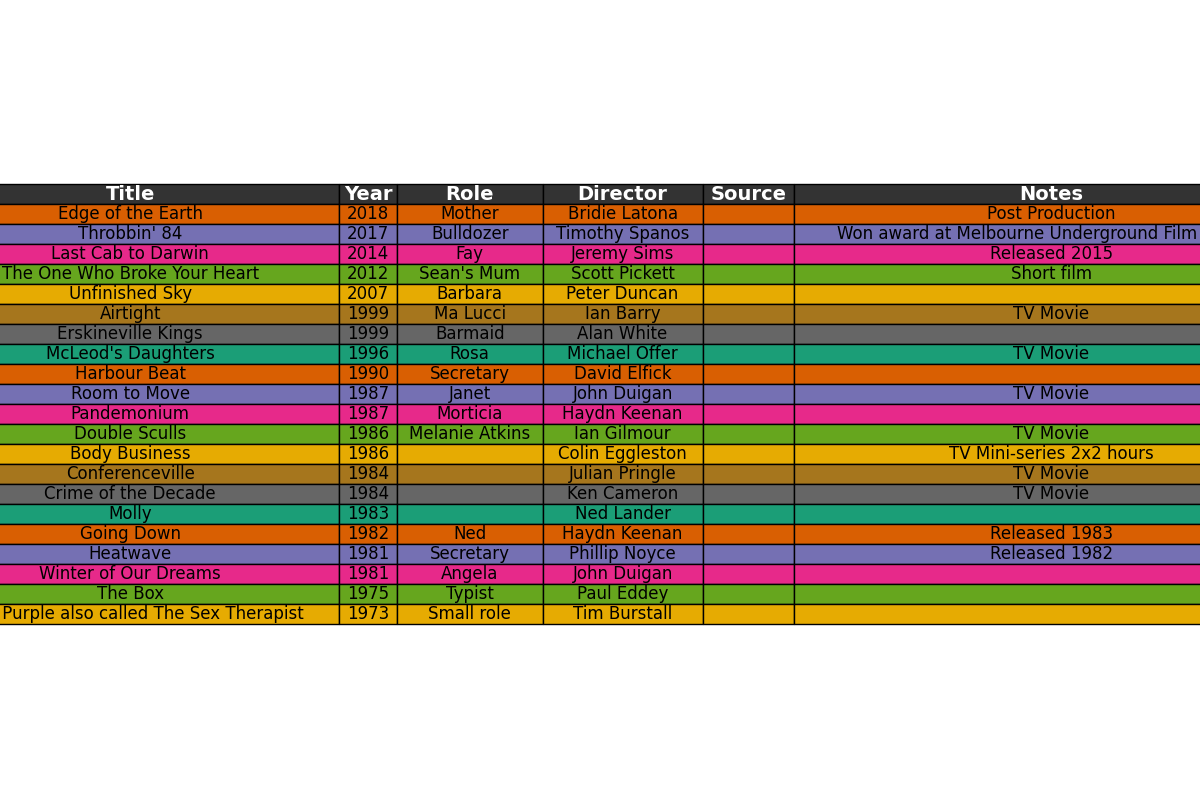 Title Year Role Director Source Notes
Edge of the Earth 2018 Mother Bridie Latona Post Production
Throbbin' 84 2017 Bulldozer Timothy Spanos Won award at Melbourne Underground Film
Last Cab to Darwin 2014 Fay Jeremy Sims Released 2015
The One Who Broke Your Heart 2012 Sean's Mum Scott Pickett Short film
Unfinished Sky 2007 Barbara Peter Duncan
Airtight 1999 Ma Lucci Ian Barry TV Movie
Erskineville Kings 1999 Barmaid Alan White
McLeod's Daughters 1996 Rosa Michael Offer TV Movie
Harbour Beat 1990 Secretary David Elfick
Room to Move 1987 Janet John Duigan TV Movie
Pandemonium 1987 Morticia Haydn Keenan
Double Sculls 1986 Melanie Atkins Ian Gilmour TV Movie
Body Business 1986 Colin Eggleston TV Mini-series 2x2 hours
Conferenceville 1984 Julian Pringle TV Movie
Crime of the Decade 1984 Ken Cameron TV Movie
Molly 1983 Ned Lander
Going Down 1982 Ned Haydn Keenan Released 1983
Heatwave 1981 Secretary Phillip Noyce Released 1982
Winter of Our Dreams 1981 Angela John Duigan
The Box 1975 Typist Paul Eddey
Purple also called The Sex Therapist 1973 Small role Tim Burstall